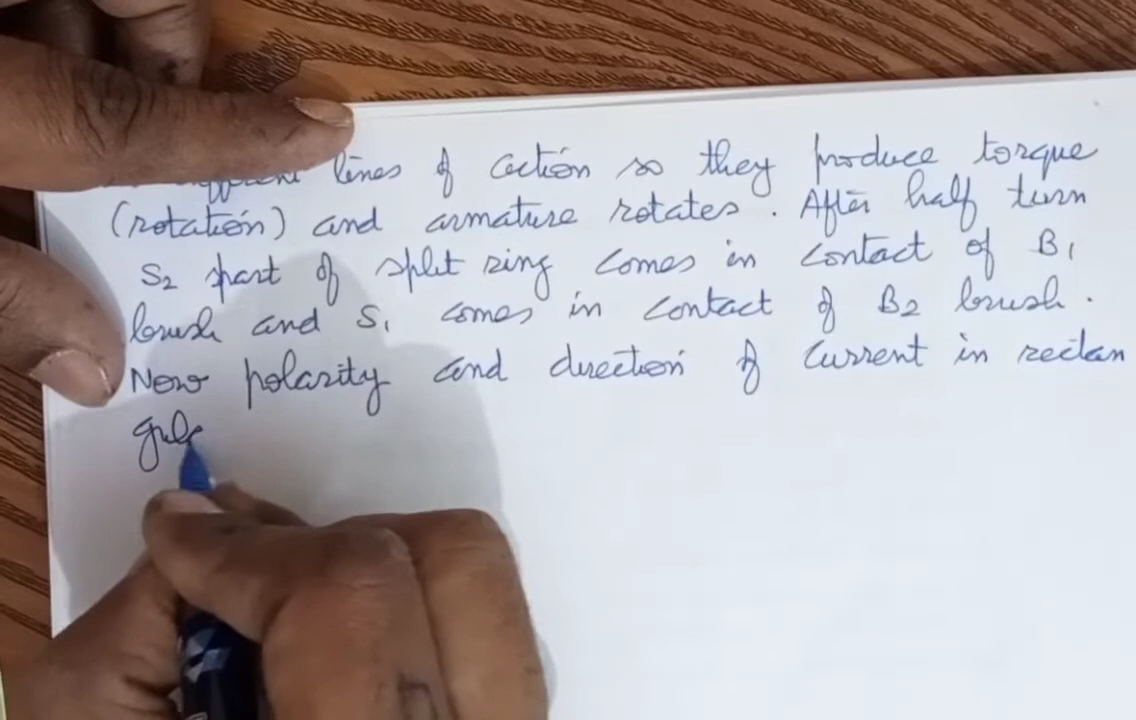 different lines of action so they produce torque
(rotation) and armature rotates. After half turn
S2 part of split ring comes in contact of B1
brush and S1 comes in contact of B2 brush.
Now polarity and direction of current in rectan
gula